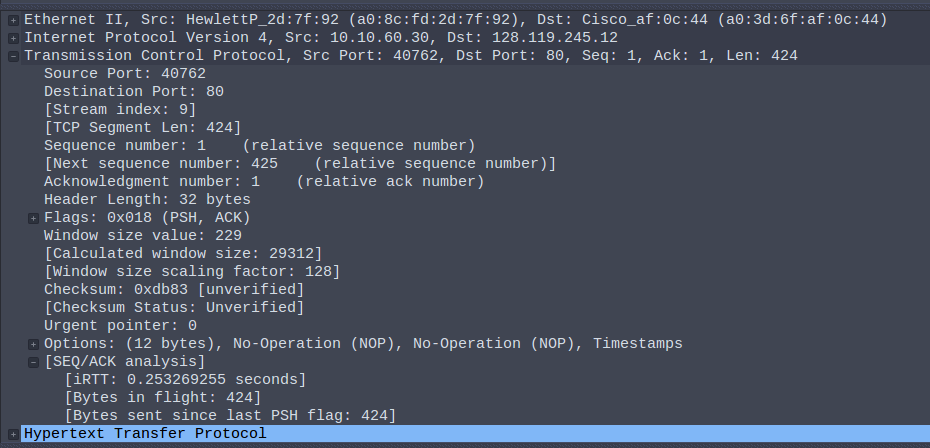 Ethernet II, Src: HewlettP_2d:7f:92 (a0:8c:fd:2d:7f:92), Dst: Cisco_af:0c:44 (a0:3d:6f:af:0c:44)
Internet Protocol Version 4, Src: 10.10.60.30, Dst: 128.119.245.12
Transmission Control Protocol, Src Port: 40762, Dst Port: 80, Seq: 1, Ack: 1, Len: 424
Source Port: 40762
Destination Port: 80
[Stream index: 9]
[TCP Segment Len: 424]
Sequence number: 1    (relative sequence number)
[Next sequence number: 425    (relative sequence number)]
Acknowledgment number: 1    (relative ack number)
Header Length: 32 bytes
Flags: 0x018 (PSH, ACK)
Window size value: 229
[Calculated window size: 29312]
[Window size scaling factor: 128]
Checksum: 0xdb83 [unverified]
[Checksum Status: Unverified]
Urgent pointer: 0
Options: (12 bytes), No-Operation (NOP), No-Operation (NOP), Timestamps
[SEQ/ACK analysis]
[iRTT: 0.253269255 seconds]
[Bytes in flight: 424]
[Bytes sent since last PSH flag: 424]
Hypertext Transfer Protocol